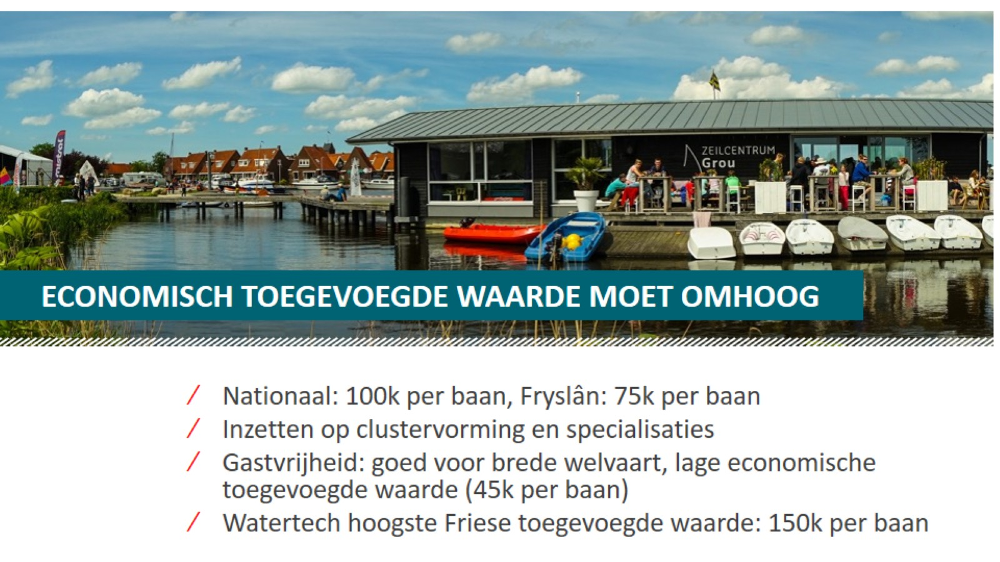 mistral
ZEILCENTRUM
Grou
ECONOMISCH TOEGEVOEGDE WAARDE MOET OMHOOG
/ Nationaal: 100k per baan, Fryslân: 75k per baan
/ Inzetten op clustervorming en specialisaties
/ Gastvrijheid: goed voor brede welvaart, lage economische
toegevoegde waarde (45k per baan)
/ Watertech hoogste Friese toegevoegde waarde: 150k per baan